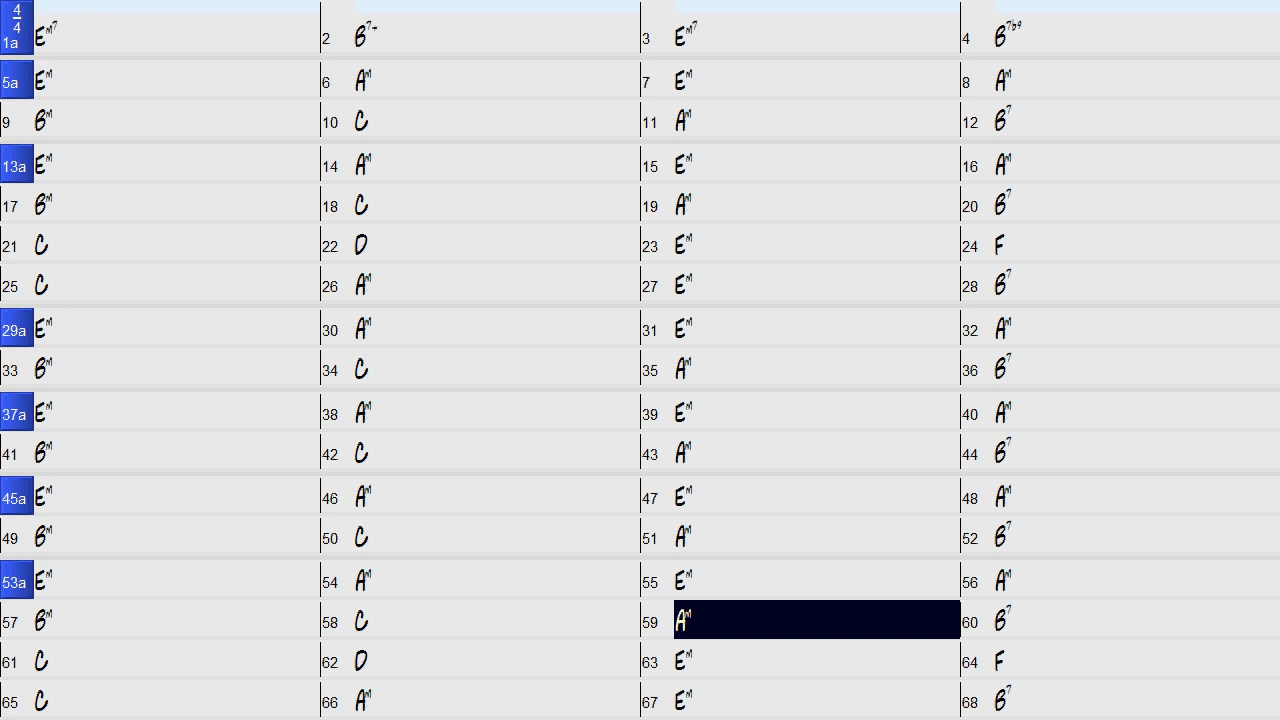 4
4
1a Em7 2 B7+ 3 Em7 4 B7b9
5a Em 6 Am 7 Em 8 Am
9 Bm 10 C 11 Am 12 B7
13a Em 14 Am 15 Em 16 Am
17 Bm 18 C 19 Am 20 B7
21 C 22 D 23 Em 24 F
25 C 26 Am 27 Em 28 B7
29a Em 30 Am 31 Em 32 Am
33 Bm 34 C 35 Am 36 B7
37a Em 38 Am 39 Em 40 Am
41 Bm 42 C 43 Am 44 B7
45a Em 46 Am 47 Em 48 Am
49 Bm 50 C 51 Am 52 B7
53a Em 54 Am 55 Em 56 Am
57 Bm 58 C 59 Am 60 B7
61 C 62 D 63 Em 64 F
65 C 66 Am 67 Em 68 B7